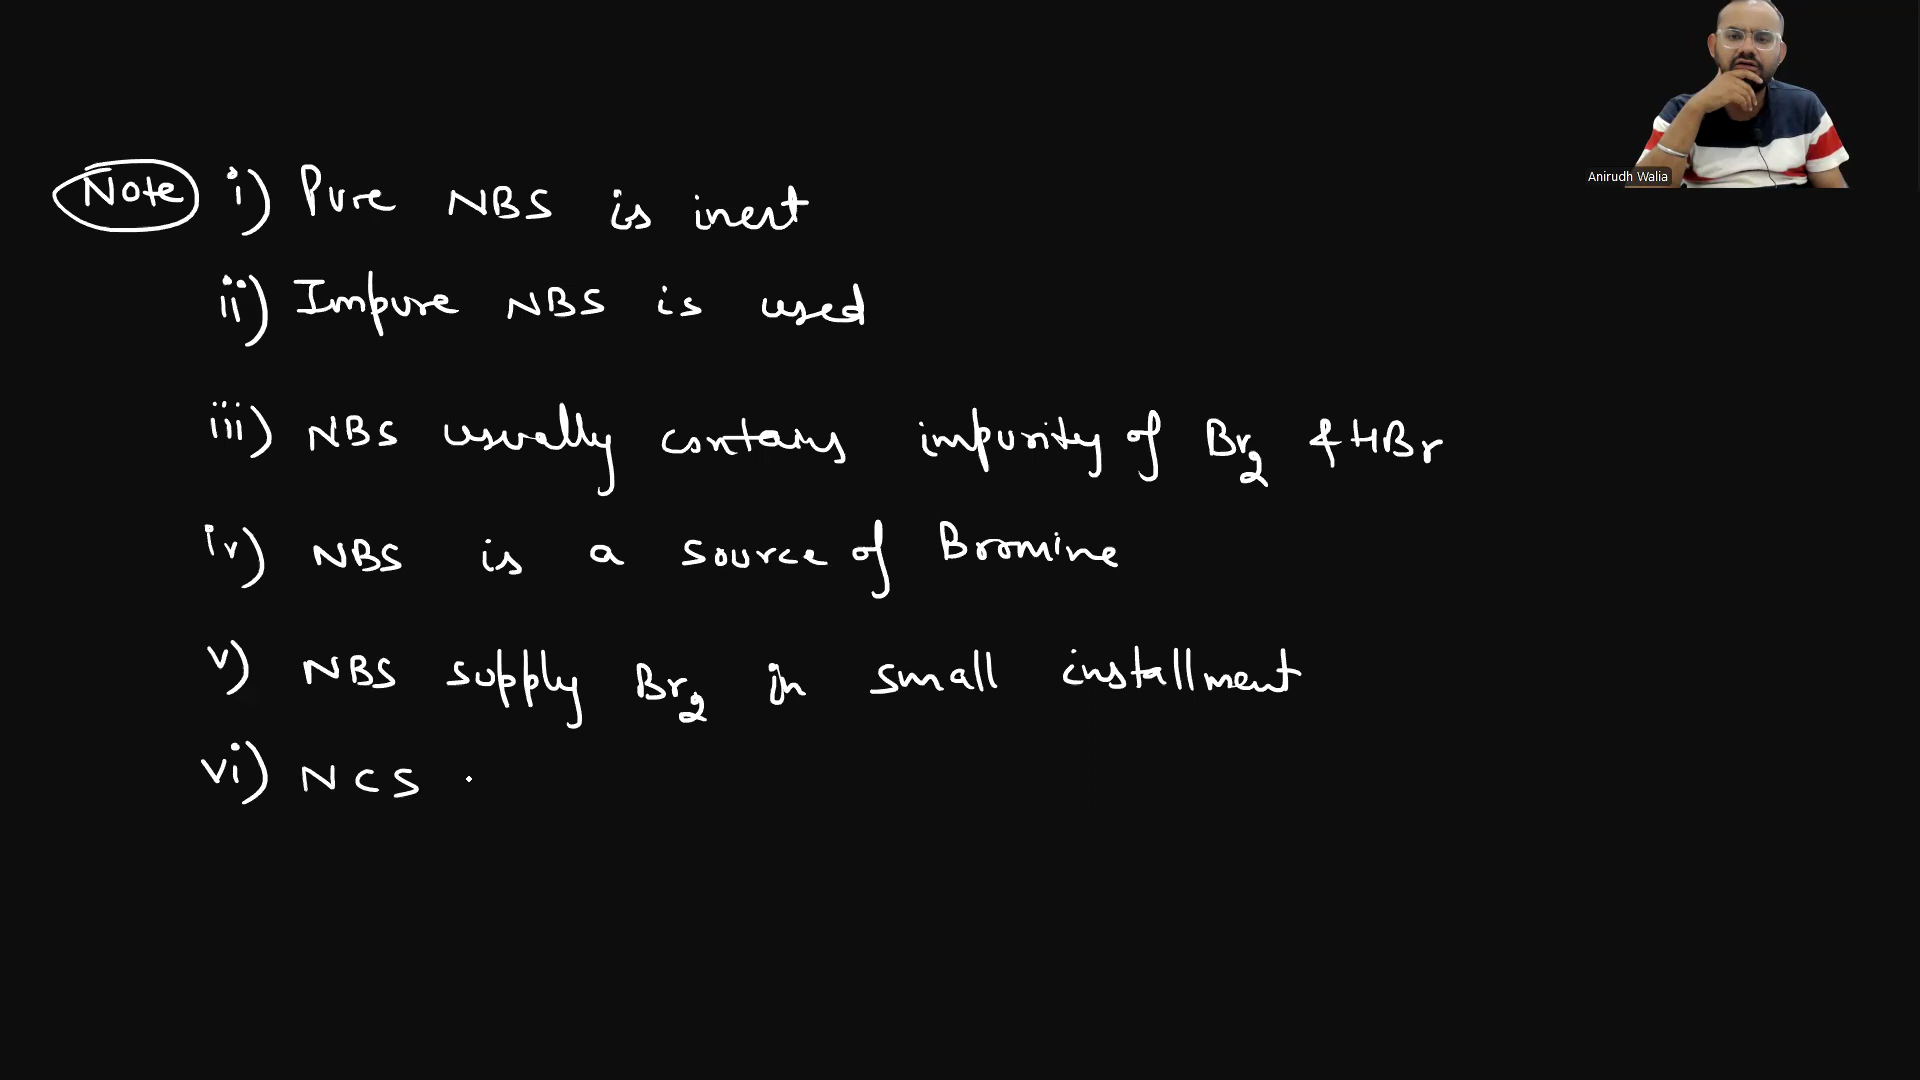 Anirudh Walia
Note i) Pure NBS is inert
ii) Impure NBS is used
iii) NBS usually contains impurity of Br₂ & HBr
iv) NBS is a source of Bromine
v) NBS supply Br₂ in small installment
vi) NCS